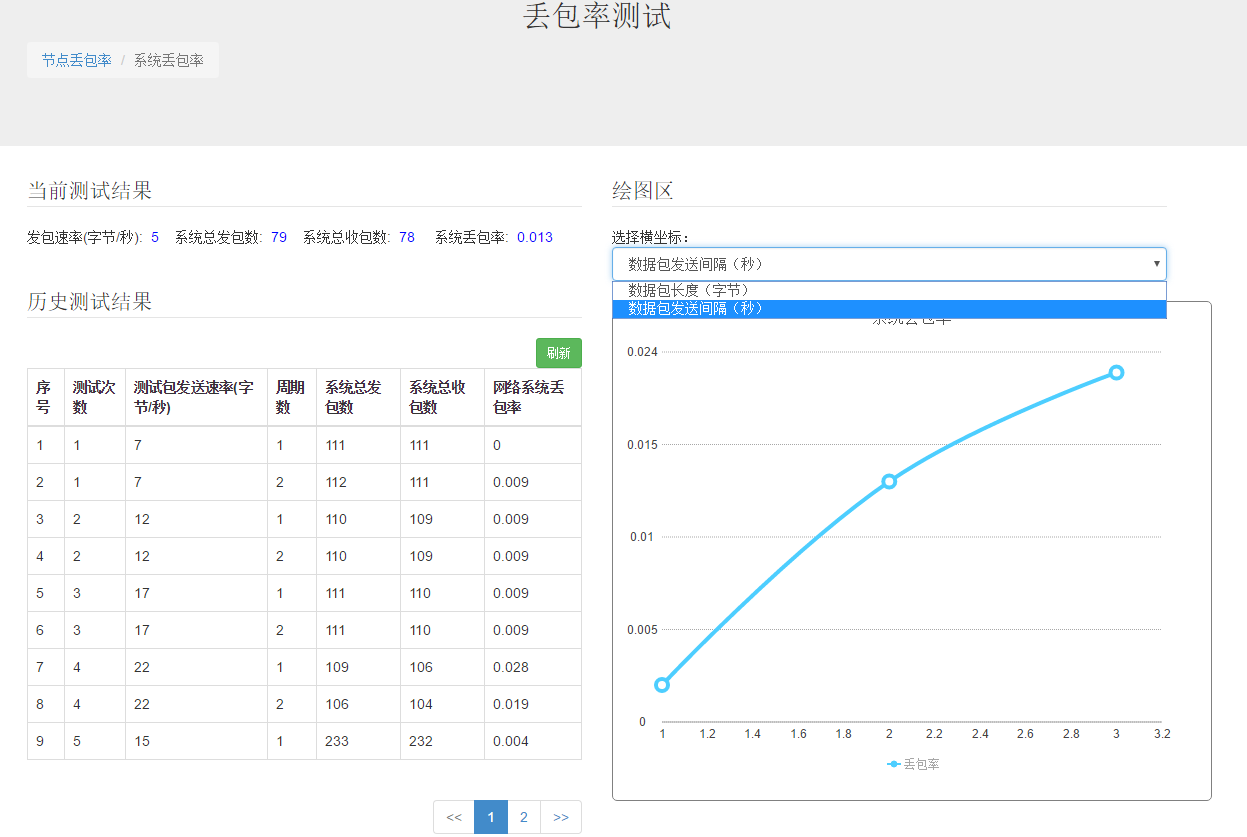 丢包率测试
节点丢包率 / 系统丢包率
当前测试结果
发包速率(字节/秒): 5 系统总发包数: 79 系统总收包数: 78 系统丢包率: 0.013
历史测试结果
刷新
序号 测试次数 测试包发送速率(字节/秒) 周期数 系统总发包数 系统总收包数 网络系统丢包率
1 1 7 1 111 111 0
2 1 7 2 112 111 0.009
3 2 12 1 110 109 0.009
4 2 12 2 110 109 0.009
5 3 17 1 111 110 0.009
6 3 17 2 111 110 0.009
7 4 22 1 109 106 0.028
8 4 22 2 106 104 0.019
9 5 15 1 233 232 0.004
<< 1 2 >>
绘图区
选择横坐标：
数据包发送间隔（秒）
数据包长度（字节）
数据包发送间隔（秒）
系统丢包率
0.024
0.015
0.01
0.005
0
1 1.2 1.4 1.6 1.8 2 2.2 2.4 2.6 2.8 3 3.2
丢包率